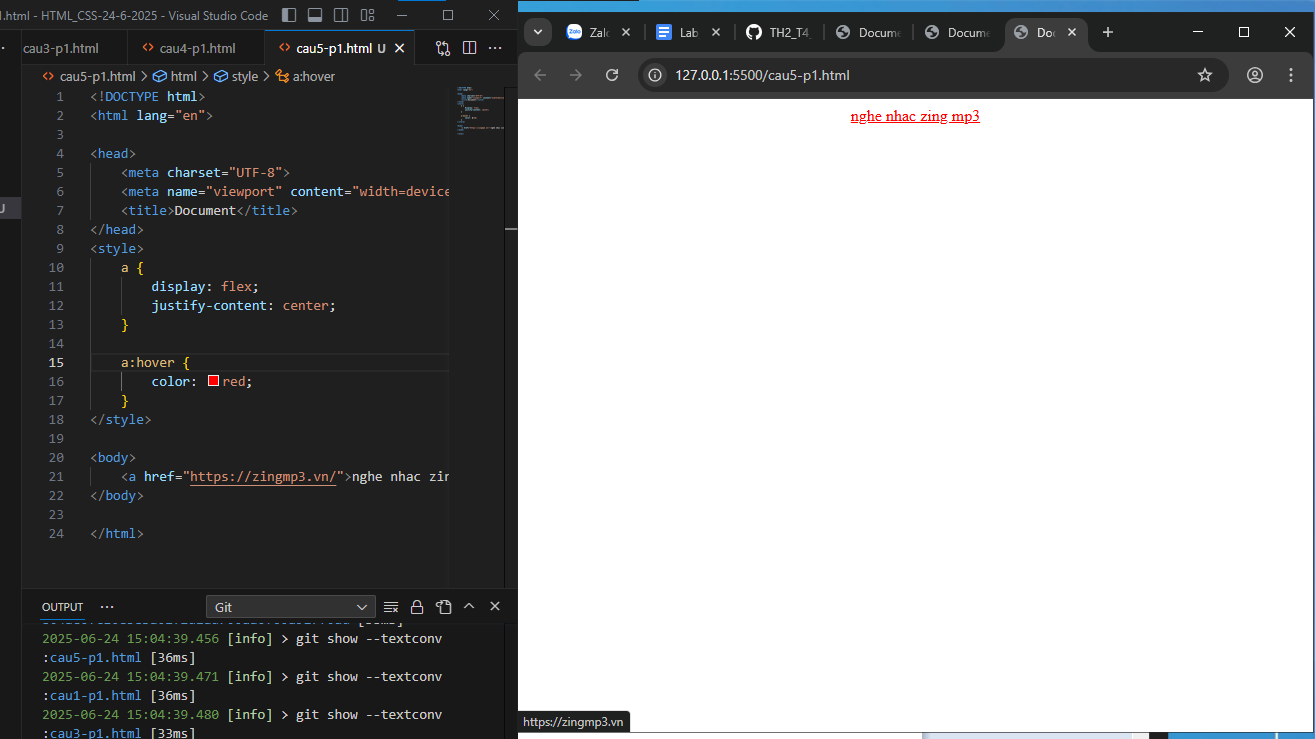 l.html - HTML_CSS-24-6-2025 - Visual Studio Code
cau3-p1.html
cau4-p1.html
cau5-p1.html U
cau5-p1.html > html > style > a:hover
1 <!DOCTYPE html>
2 <html lang="en">
3
4 <head>
5 <meta charset="UTF-8">
6 <meta name="viewport" content="width=device
7 <title>Document</title>
8 </head>
9 <style>
10 a {
11 display: flex;
12 justify-content: center;
13 }
14
15 a:hover {
16 color: red;
17 }
18 </style>
19
20 <body>
21 <a href="https://zingmp3.vn/">nghe nhac zin
22 </body>
23
24 </html>
U
OUTPUT
Git
2025-06-24 15:04:39.456 [info] > git show --textconv
:cau5-p1.html [36ms]
2025-06-24 15:04:39.471 [info] > git show --textconv
:cau1-p1.html [36ms]
2025-06-24 15:04:39.480 [info] > git show --textconv
:cau3-p1.html [33ms]
Zalo
Zalc
Lab
TH2_T4
Docume
Docume
Doc
127.0.0.1:5500/cau5-p1.html
nghe nhac zing mp3
https://zingmp3.vn